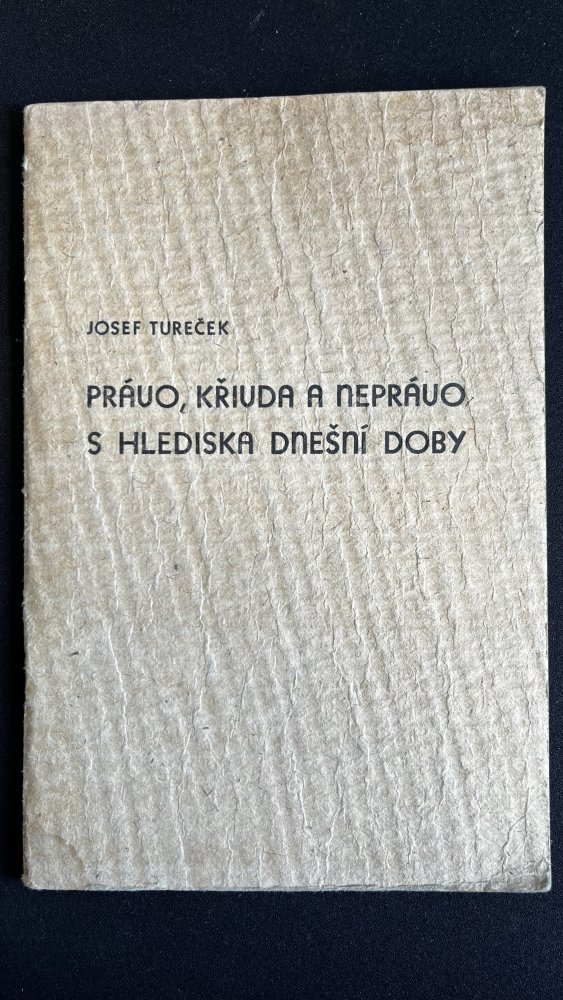 JOSEF TUREČEK
PRÁVO, KŘIVDA A NEPRÁVO
S HLEDISKA DNEŠNÍ DOBY